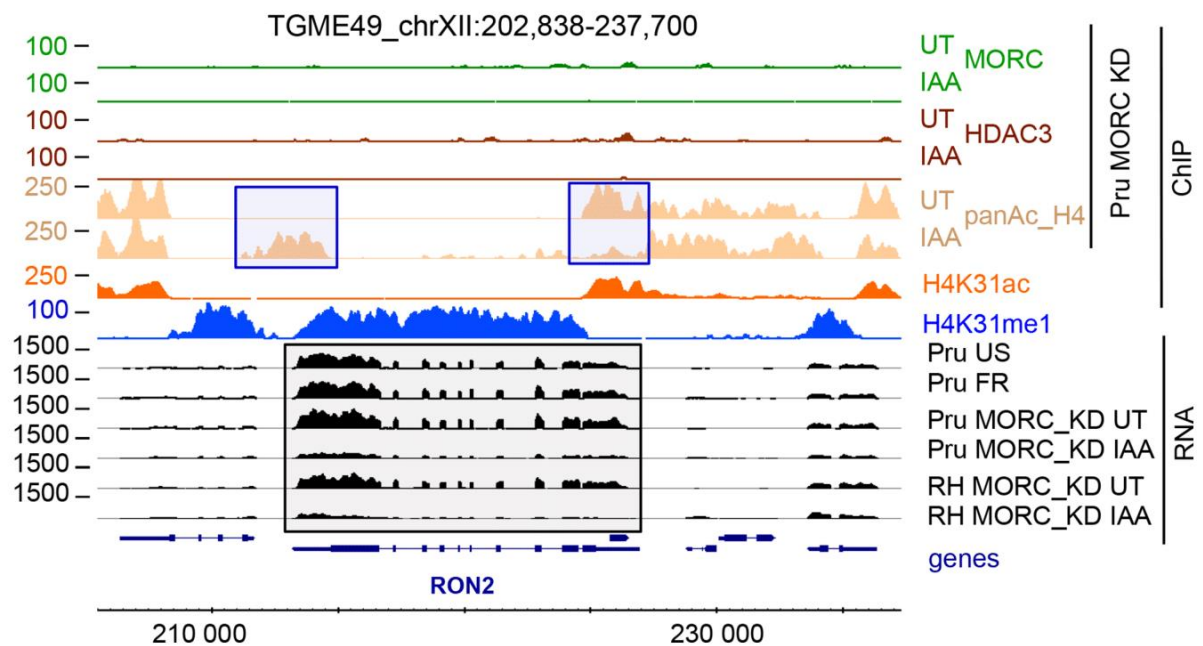 TGME49_chrXII:202,838-237,700
100 UT MORC
100 IAA
100 UT HDAC3
100 IAA
250 UT panAc_H4
250 IAA
250 H4K31ac
100 H4K31me1
1500 Pru US
1500 Pru FR
1500 Pru MORC_KD UT
1500 Pru MORC_KD IAA
1500 RH MORC_KD UT
1500 RH MORC_KD IAA
genes
RON2
210 000 230 000
Pru MORC KD
ChIP
RNA